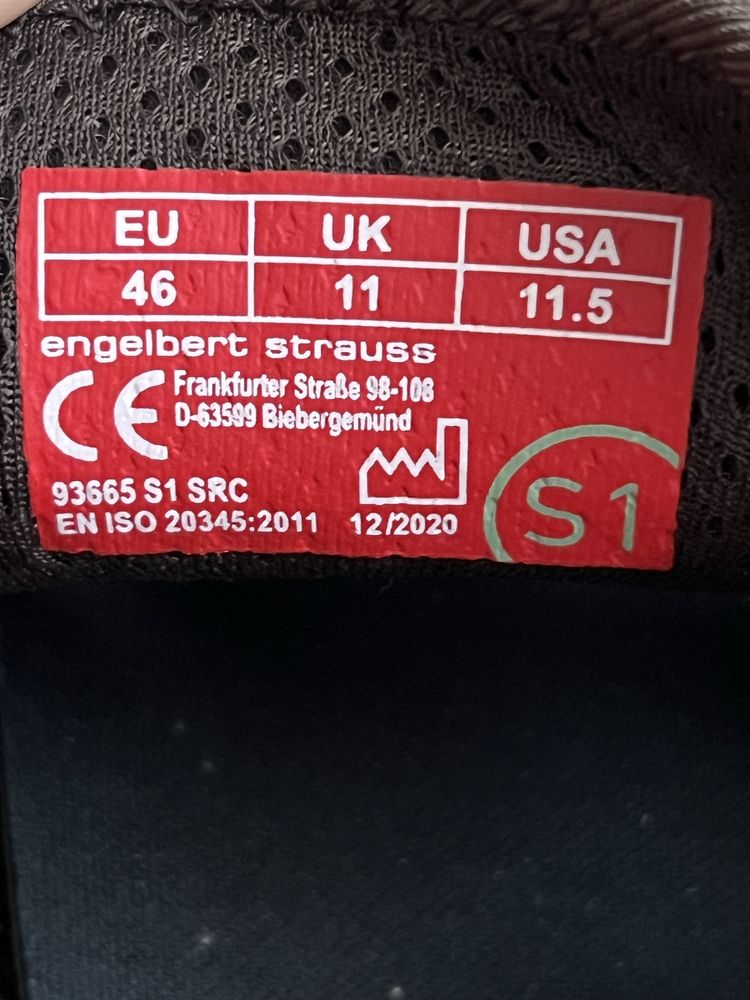 EU UK USA
46 11 11.5
engelbert strauss
CE Frankfurter Straße 98-108
D-63599 Biebergemünd
93665 S1 SRC
EN ISO 20345:2011 12/2020
S1